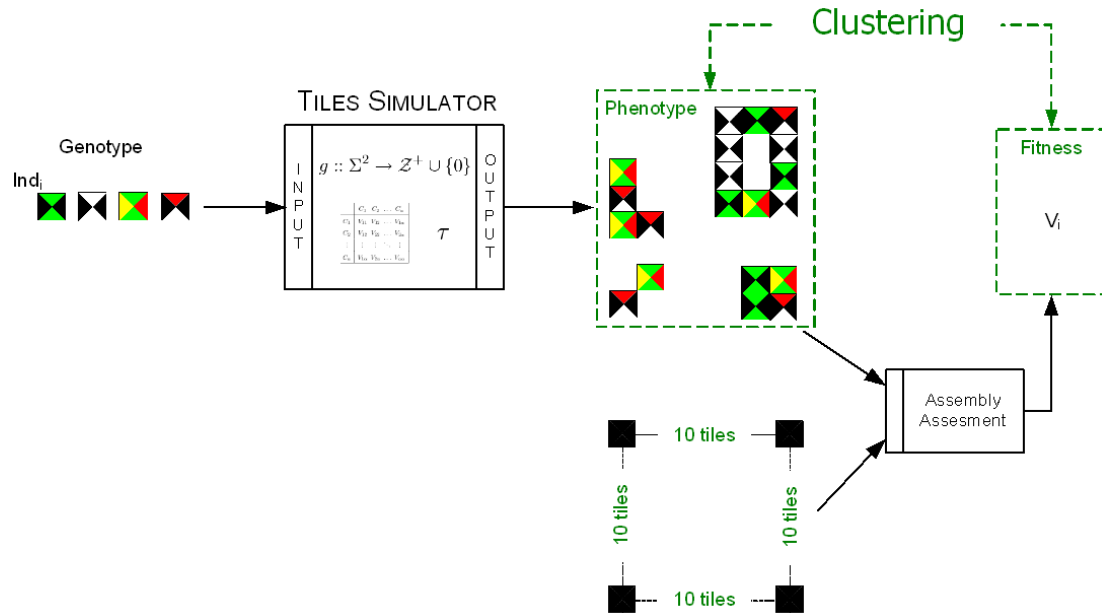 Clustering
TILES SIMULATOR
Phenotype
Genotype
Fitness
Ind_i
INPUT
g :: Σ² → Z⁺ ∪ {0}
OUTPUT
τ
V_i
Assembly
Assesment
10 tiles
10 tiles
10 tiles
10 tiles